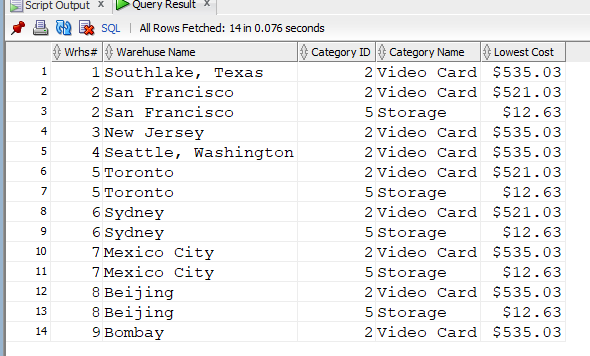 Script Output x Query Result x
SQL | All Rows Fetched: 14 in 0.076 seconds
Wrhs# Warehuse Name Category ID Category Name Lowest Cost
1 1 Southlake, Texas 2 Video Card $535.03
2 2 San Francisco 2 Video Card $521.03
3 2 San Francisco 5 Storage $12.63
4 3 New Jersey 2 Video Card $535.03
5 4 Seattle, Washington 2 Video Card $535.03
6 5 Toronto 2 Video Card $535.03
7 5 Toronto 5 Storage $12.63
8 6 Sydney 2 Video Card $521.03
9 6 Sydney 5 Storage $12.63
10 7 Mexico City 2 Video Card $535.03
11 7 Mexico City 5 Storage $12.63
12 8 Beijing 2 Video Card $535.03
13 8 Beijing 5 Storage $12.63
14 9 Bombay 2 Video Card $535.03